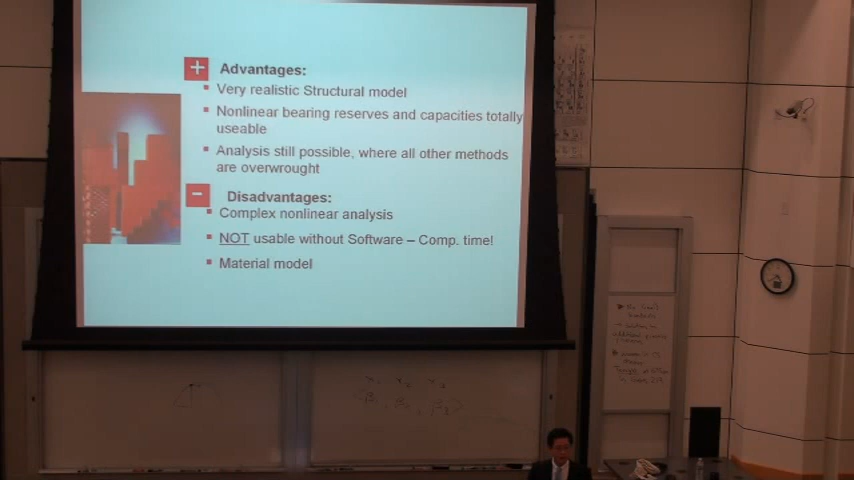 + Advantages:
Very realistic Structural model
Nonlinear bearing reserves and capacities totally
useable
Analysis still possible, where all other methods
are overwrought
- Disadvantages:
Complex nonlinear analysis
NOT usable without Software – Comp. time!
Material model